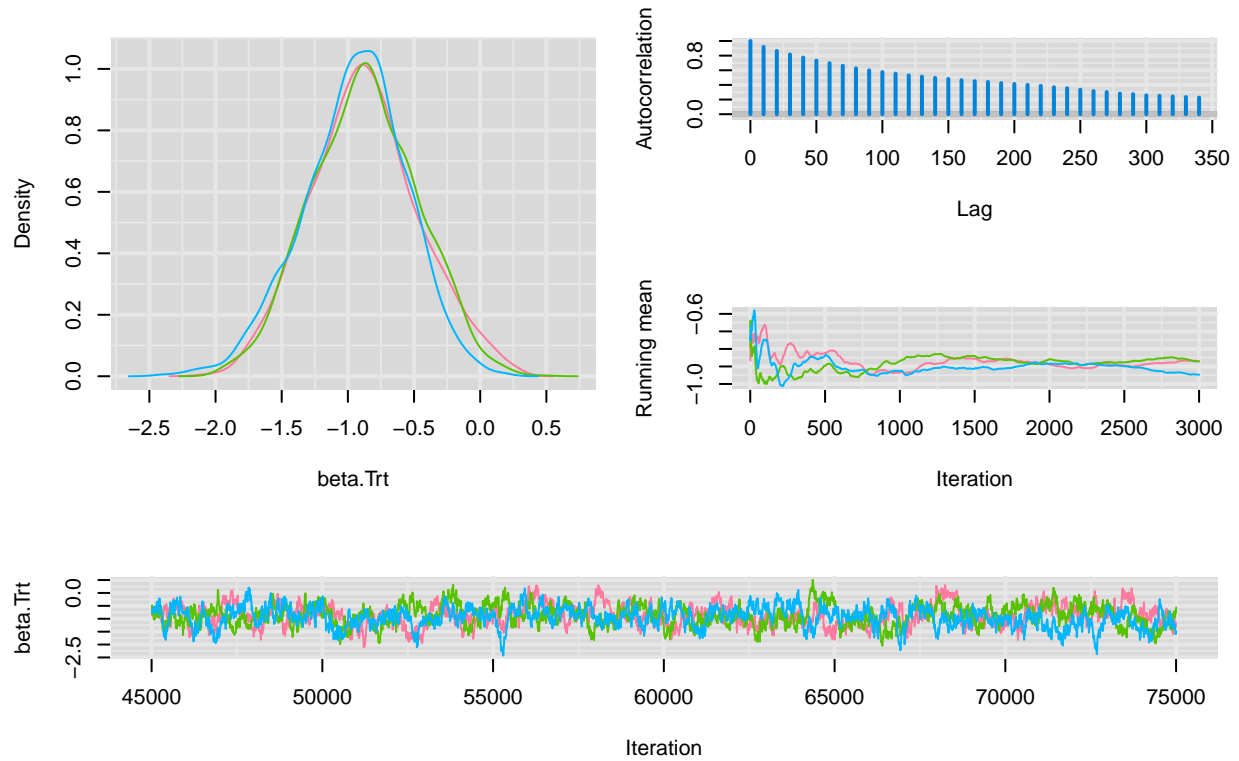 Density
0.0 0.2 0.4 0.6 0.8 1.0
−2.5 −2.0 −1.5 −1.0 −0.5 0.0 0.5
beta.Trt
Autocorrelation
0.0 0.8
0 50 100 150 200 250 300 350
Lag
Running mean
−1.0 −0.6
0 500 1000 1500 2000 2500 3000
Iteration
beta.Trt
−2.5 0.0
45000 50000 55000 60000 65000 70000 75000
Iteration